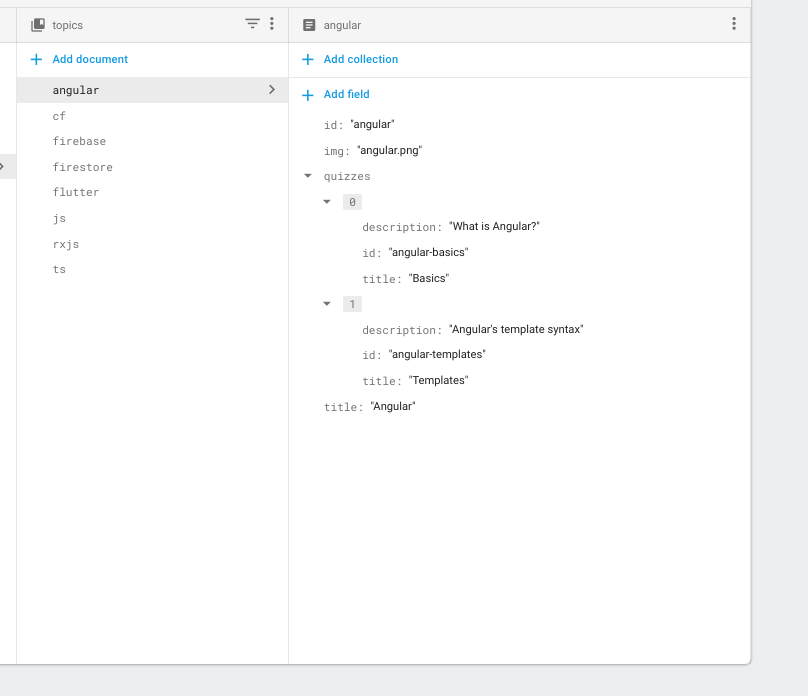 topics
Add document
angular
cf
firebase
firestore
flutter
js
rxjs
ts
angular
Add collection
Add field
id: "angular"
img: "angular.png"
quizzes
0
description: "What is Angular?"
id: "angular-basics"
title: "Basics"
1
description: "Angular's template syntax"
id: "angular-templates"
title: "Templates"
title: "Angular"